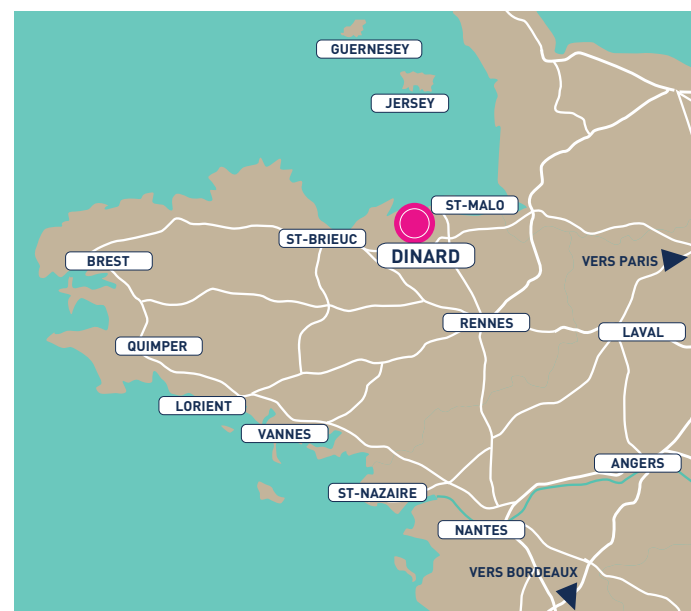 GUERNESEY
JERSEY
ST-MALO
ST-BRIEUC
DINARD
BREST
VERS PARIS
RENNES
LAVAL
QUIMPER
LORIENT
VANNES
ANGERS
ST-NAZAIRE
NANTES
VERS BORDEAUX